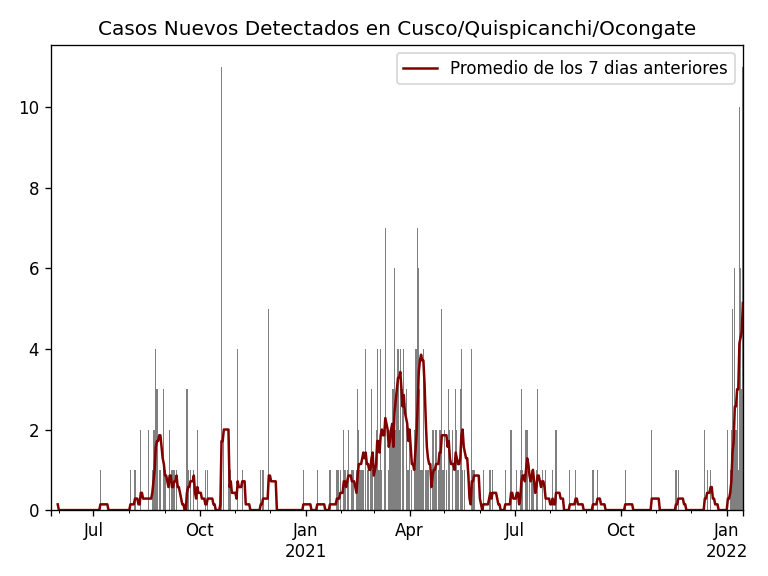 Casos Nuevos Detectados en Cusco/Quispicanchi/Ocongate
Promedio de los 7 dias anteriores
10
8
6
4
2
0
Jul Oct Jan Apr Jul Oct Jan
2021 2022